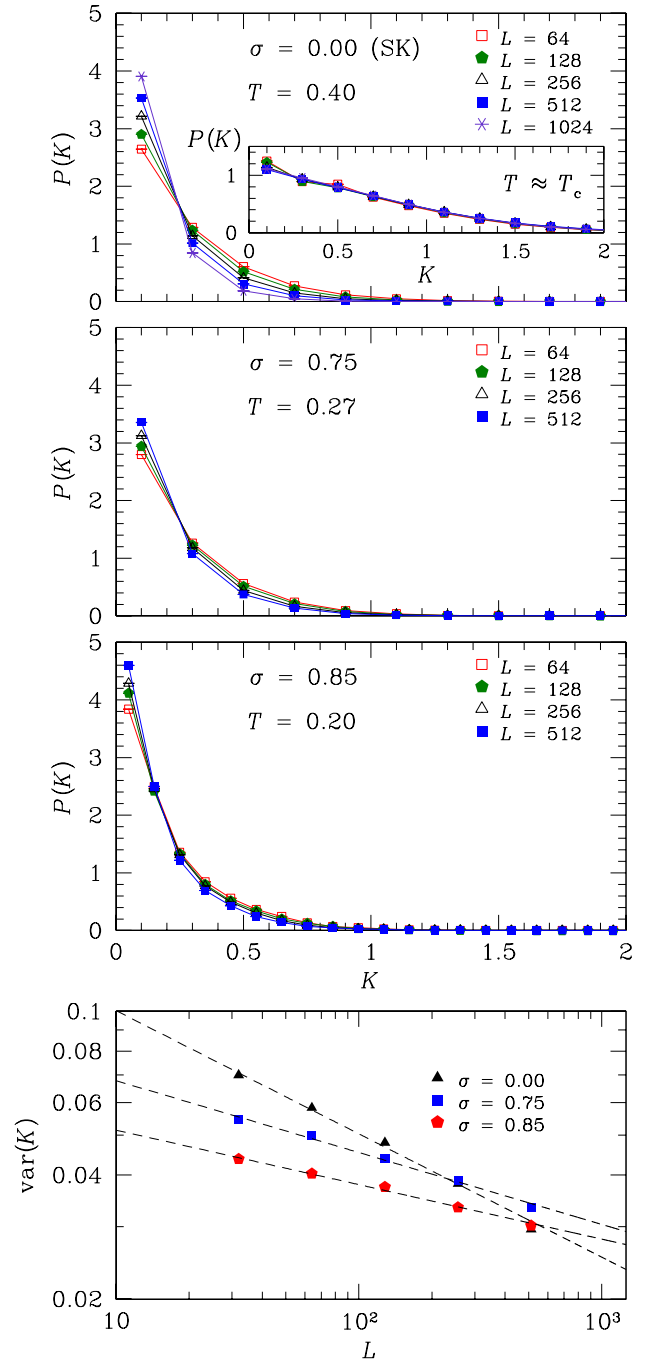 σ = 0.00 (SK)
T = 0.40
L = 64
L = 128
L = 256
L = 512
L = 1024
P(K)
5
4
3
2
1
0
P(K)
1
0
T ≈ Tc
0 0.5 1 1.5 2
K
σ = 0.75
T = 0.27
L = 64
L = 128
L = 256
L = 512
P(K)
5
4
3
2
1
0
σ = 0.85
T = 0.20
L = 64
L = 128
L = 256
L = 512
P(K)
5
4
3
2
1
0
0 0.5 1 1.5 2
K
var(K)
0.1
0.08
0.06
0.04
0.02
σ = 0.00
σ = 0.75
σ = 0.85
10 10² 10³
L